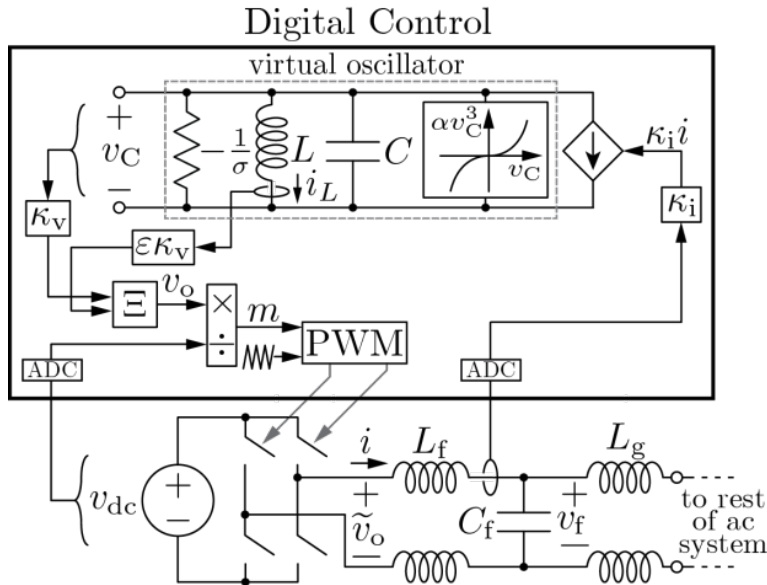 Digital Control
virtual oscillator
+
v_C
−
−1/σ
L
i_L
C
αv_C^3
v_C
κ_i i
κ_v
κ_i
εκ_v
Ξ
v_o
×
÷
m
PWM
ADC
ADC
i
L_f
L_g
v_dc
+
−
+
ṽ_o
−
C_f
+
v_f
−
to rest
of ac
system